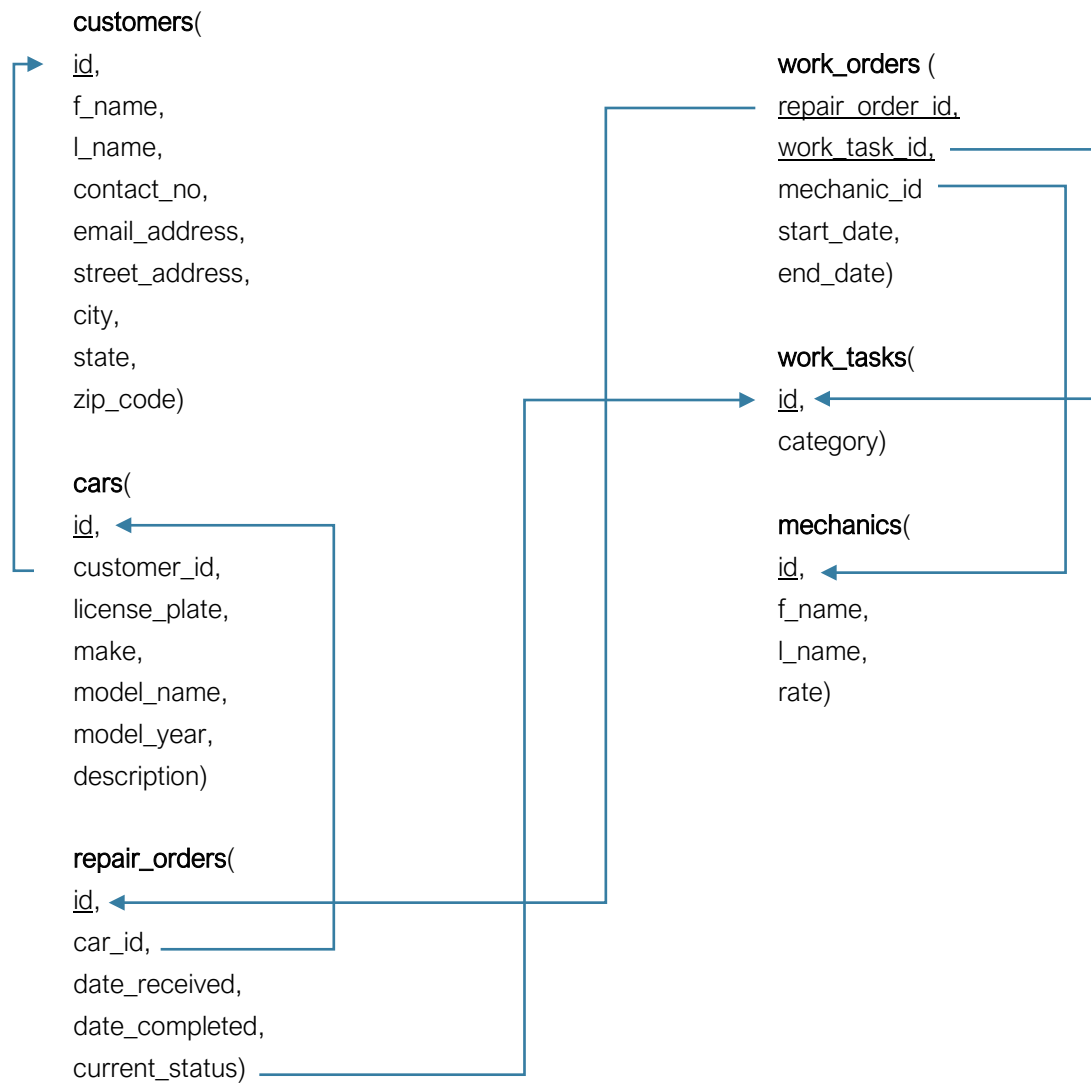 customers(
id,
f_name,
l_name,
contact_no,
email_address,
street_address,
city,
state,
zip_code)
cars(
id,
customer_id,
license_plate,
make,
model_name,
model_year,
description)
repair_orders(
id,
car_id,
date_received,
date_completed,
current_status)
work_orders (
repair_order_id,
work_task_id,
mechanic_id
start_date,
end_date)
work_tasks(
id,
category)
mechanics(
id,
f_name,
l_name,
rate)